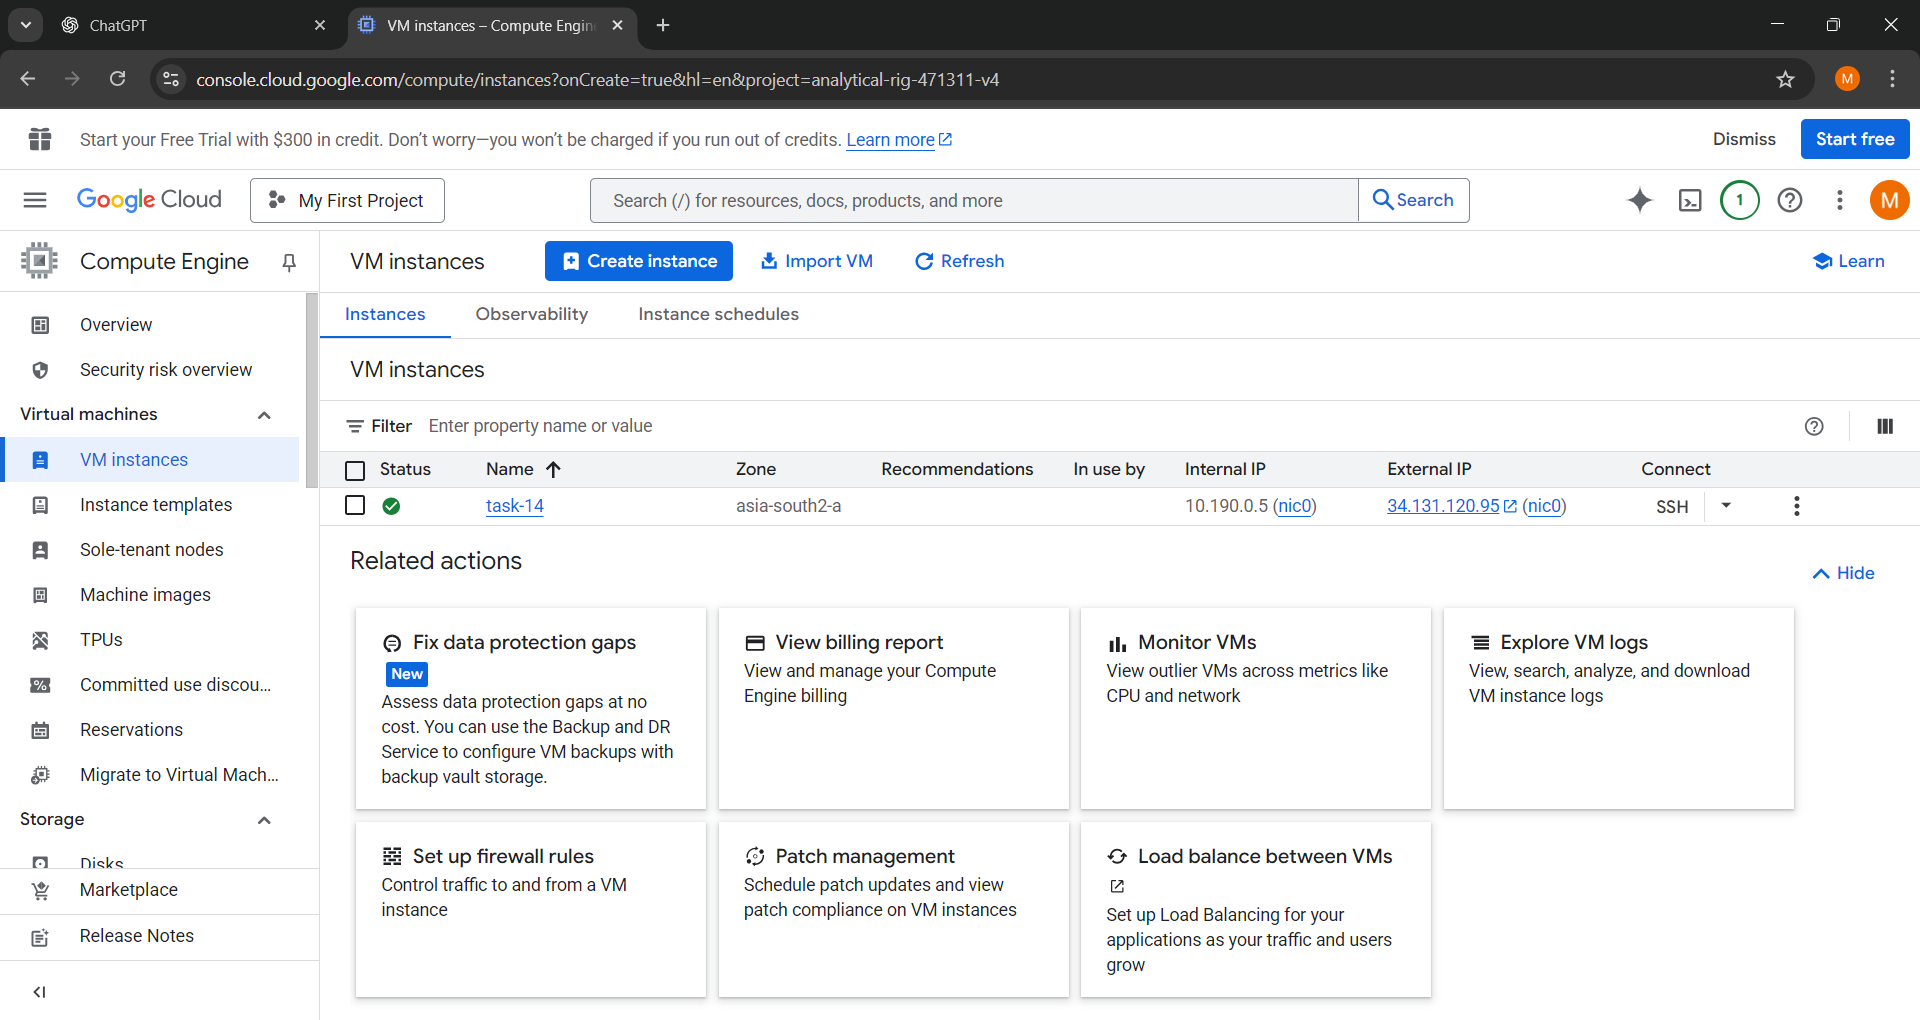 ChatGPT
VM instances – Compute Engin
console.cloud.google.com/compute/instances?onCreate=true&hl=en&project=analytical-rig-471311-v4
M
Start your Free Trial with $300 in credit. Don't worry—you won't be charged if you run out of credits. Learn more
Dismiss
Start free
Google Cloud
My First Project
Search (/) for resources, docs, products, and more
Search
1
M
Compute Engine
VM instances
Create instance
Import VM
Refresh
Learn
Overview
Security risk overview
Virtual machines
VM instances
Instance templates
Sole-tenant nodes
Machine images
TPUs
Committed use discou...
Reservations
Migrate to Virtual Mach...
Storage
Disks
Marketplace
Release Notes
Instances
Observability
Instance schedules
VM instances
Filter
Enter property name or value
Status Name Zone Recommendations In use by Internal IP External IP Connect
task-14 asia-south2-a 10.190.0.5 (nic0) 34.131.120.95 (nic0) SSH
Related actions
Hide
Fix data protection gaps
New
Assess data protection gaps at no
cost. You can use the Backup and DR
Service to configure VM backups with
backup vault storage.
View billing report
View and manage your Compute
Engine billing
Monitor VMs
View outlier VMs across metrics like
CPU and network
Explore VM logs
View, search, analyze, and download
VM instance logs
Set up firewall rules
Control traffic to and from a VM
instance
Patch management
Schedule patch updates and view
patch compliance on VM instances
Load balance between VMs
Set up Load Balancing for your
applications as your traffic and users
grow